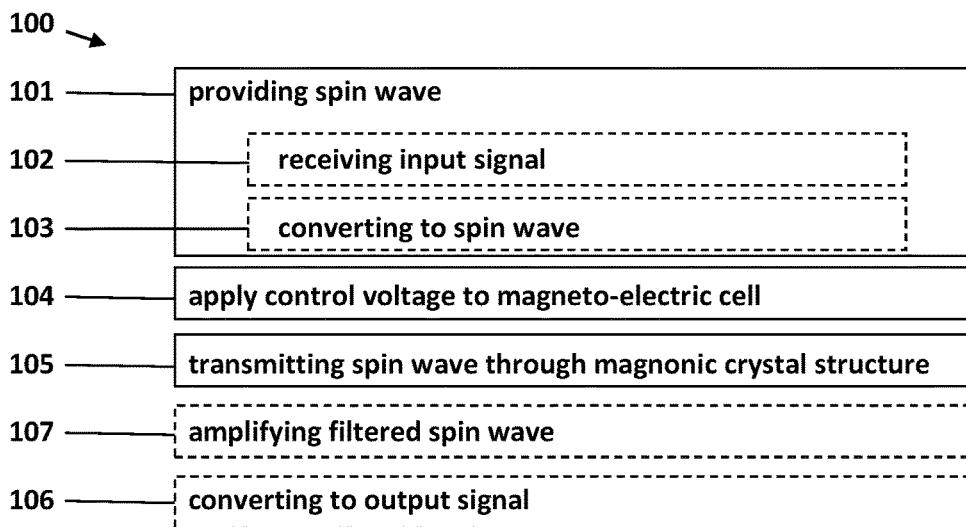 100
101 providing spin wave
102 receiving input signal
103 converting to spin wave
104 apply control voltage to magneto-electric cell
105 transmitting spin wave through magnonic crystal structure
107 amplifying filtered spin wave
106 converting to output signal